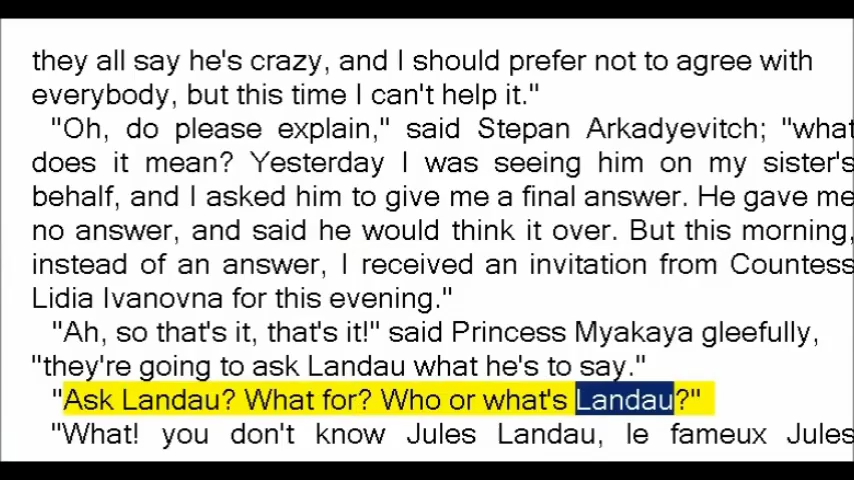 they all say he's crazy, and I should prefer not to agree with
everybody, but this time I can't help it."
"Oh, do please explain," said Stepan Arkadyevitch; "what
does it mean? Yesterday I was seeing him on my sister's
behalf, and I asked him to give me a final answer. He gave me
no answer, and said he would think it over. But this morning,
instead of an answer, I received an invitation from Countess
Lidia Ivanovna for this evening."
"Ah, so that's it, that's it!" said Princess Myakaya gleefully,
"they're going to ask Landau what he's to say."
"Ask Landau? What for? Who or what's Landau?"
"What! you don't know Jules Landau, le fameux Jules